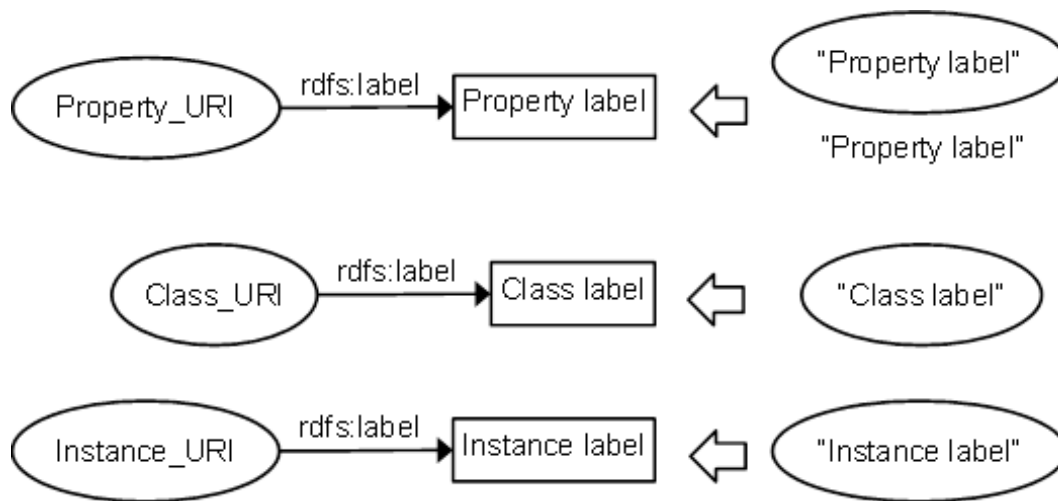 "Property label"
rdfs:label
Property_URI
Property label
"Property label"
rdfs:label
Class_URI
Class label
"Class label"
rdfs:label
Instance_URI
Instance label
"Instance label"